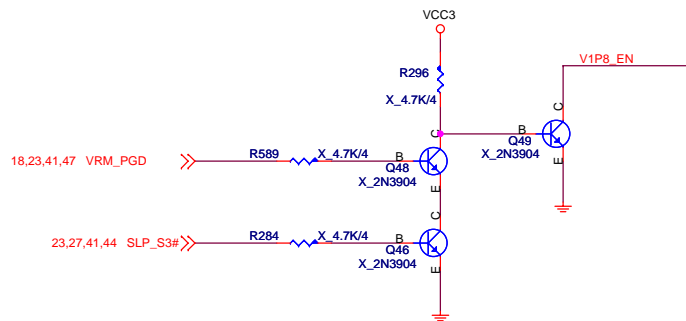 VCC3
V1P8_EN
R296
X_4.7K/4
C
C
B
E
Q49
X_2N3904
18,23,41,47 VRM_PGD
R589
X_4.7K/4
B
Q48
X_2N3904
E
C
23,27,41,44 SLP_S3#
R284
X_4.7K/4
B
Q46
X_2N3904
E